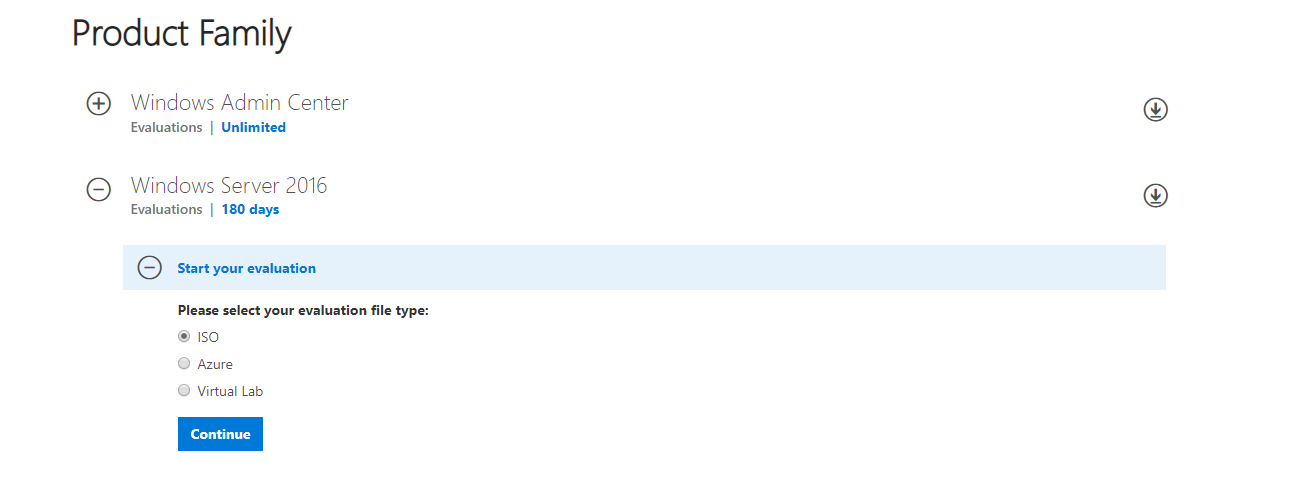 Product Family
Windows Admin Center
Evaluations | Unlimited
Windows Server 2016
Evaluations | 180 days
Start your evaluation
Please select your evaluation file type:
ISO
Azure
Virtual Lab
Continue